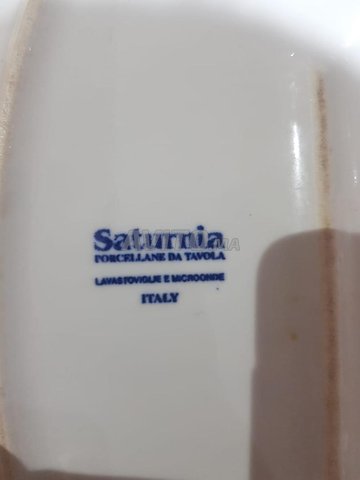 Saturnia
PORCELLANE DA TAVOLA
LAVASTOVIGLIE E MICROONDE
ITALY